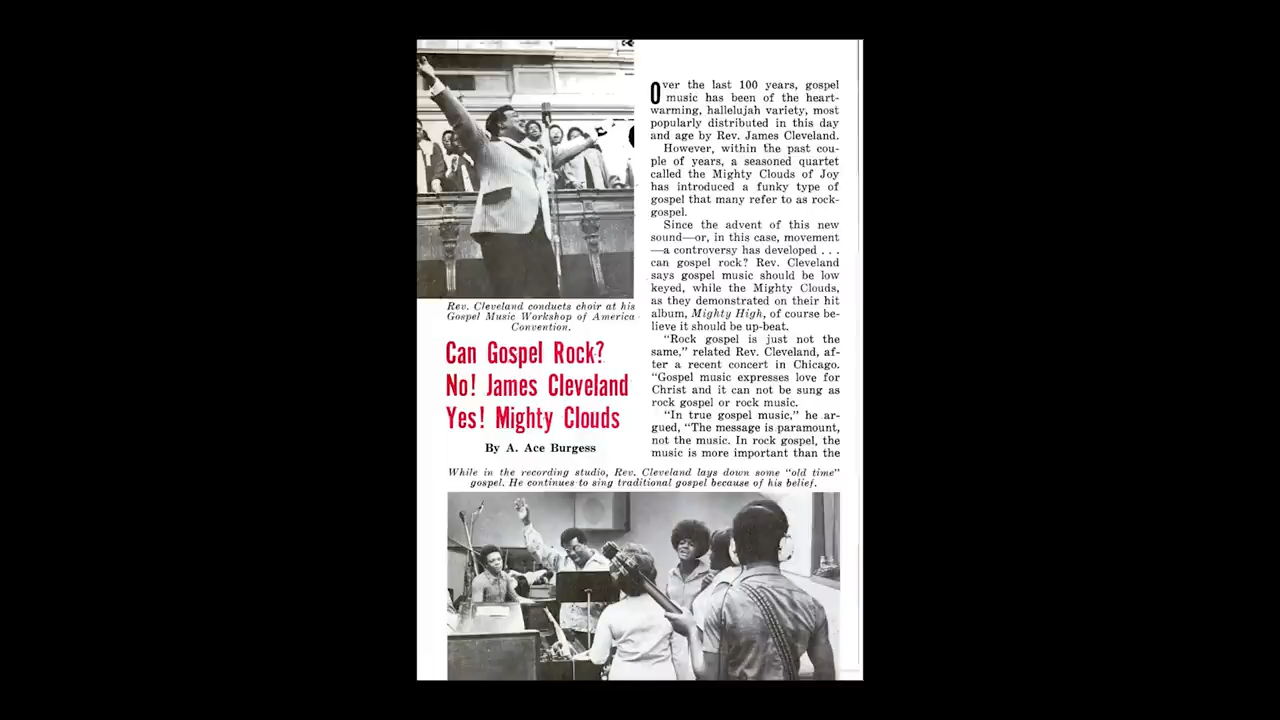 Rev. Cleveland conducts choir at his
Gospel Music Workshop of America
Convention.
Can Gospel Rock?
No! James Cleveland
Yes! Mighty Clouds
By A. Ace Burgess
Over the last 100 years, gospel
music has been of the heart-
warming, hallelujah variety, most
popularly distributed in this day
and age by Rev. James Cleveland.
However, within the past cou-
ple of years, a seasoned quartet
called the Mighty Clouds of Joy
has introduced a funky type of
gospel that many refer to as rock-
gospel.
Since the advent of this new
sound—or, in this case, movement
—a controversy has developed . . .
can gospel rock? Rev. Cleveland
says gospel music should be low
keyed, while the Mighty Clouds,
as they demonstrated on their hit
album, Mighty High, of course be-
lieve it should be up-beat.
"Rock gospel is just not the
same," related Rev. Cleveland, af-
ter a recent concert in Chicago.
"Gospel music expresses love for
Christ and it can not be sung as
rock gospel or rock music.
"In true gospel music," he ar-
gued, "The message is paramount,
not the music. In rock gospel, the
music is more important than the
While in the recording studio, Rev. Cleveland lays down some "old time"
gospel. He continues to sing traditional gospel because of his belief.